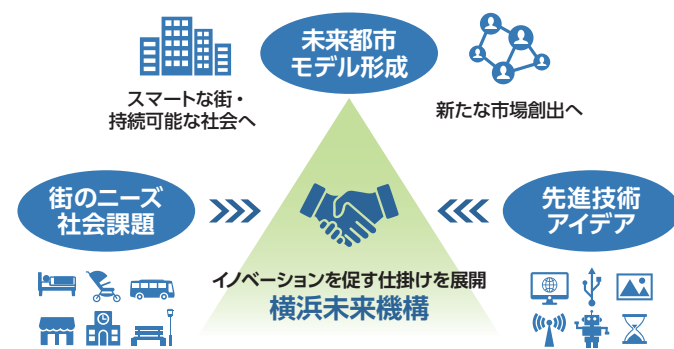 未来都市
モデル形成
スマートな街・
持続可能な社会へ
新たな市場創出へ
街のニーズ
社会課題
先進技術
アイデア
イノベーションを促す仕掛けを展開
横浜未来機構